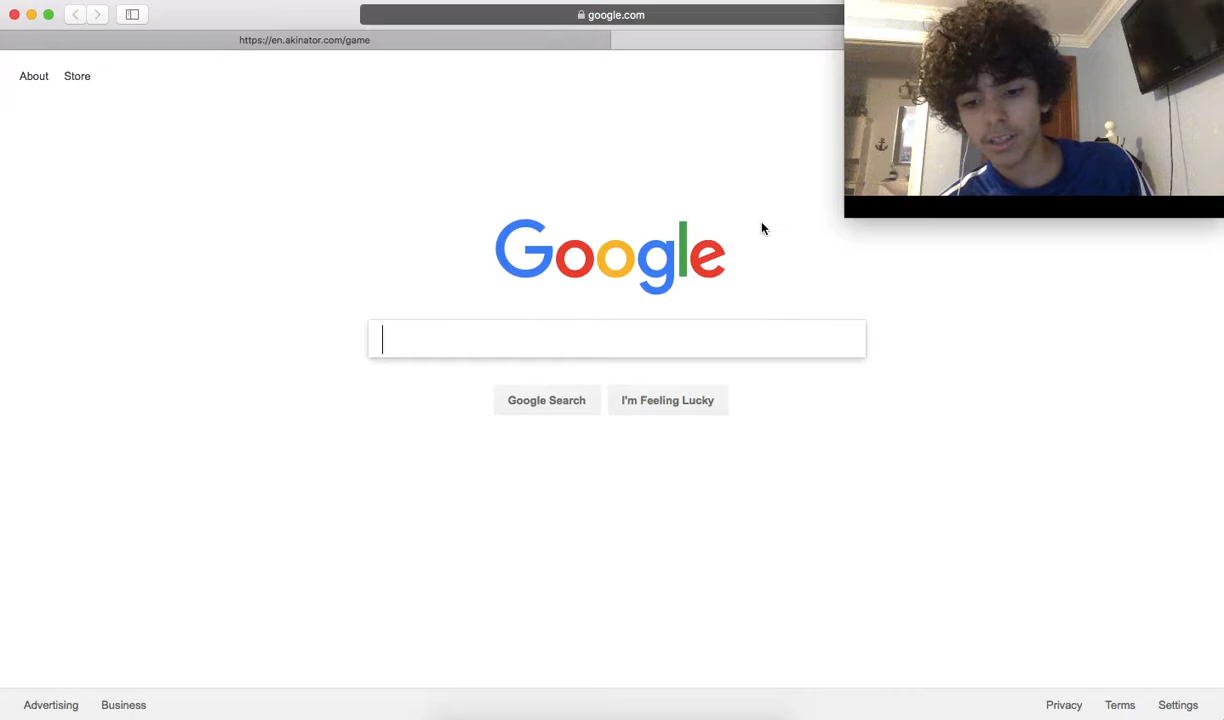 google.com
https://en.akinator.com/game
About Store
Google
Google Search I'm Feeling Lucky
Advertising Business Privacy Terms Settings